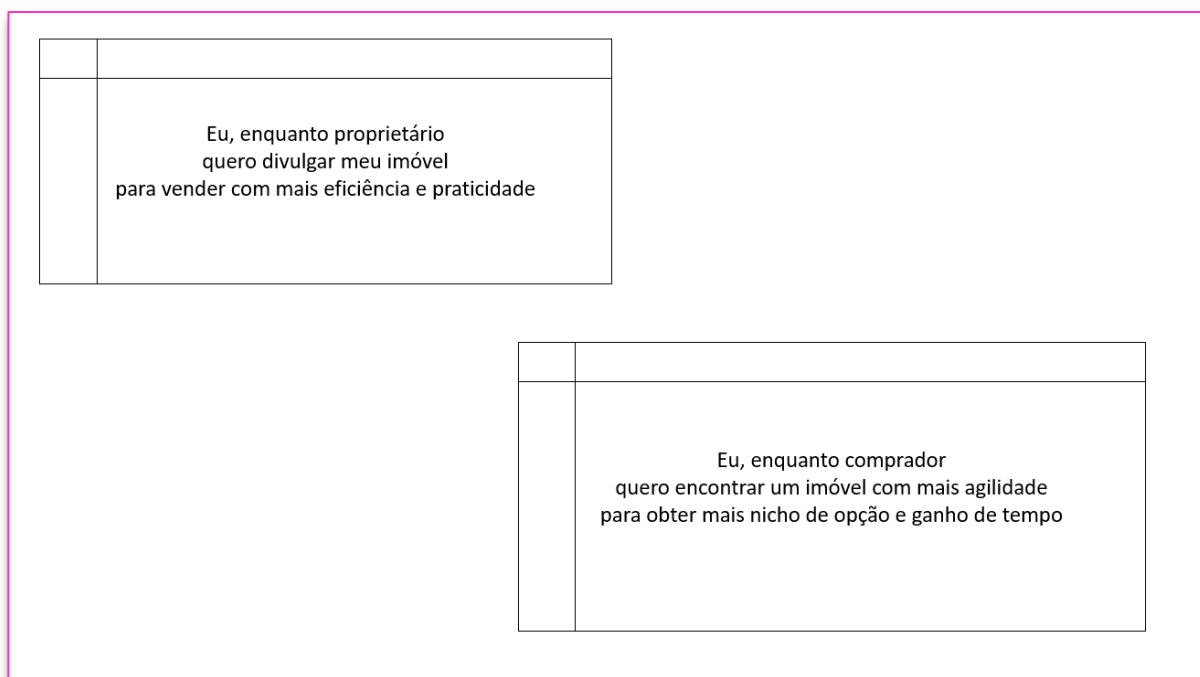 Eu, enquanto proprietário
quero divulgar meu imóvel
para vender com mais eficiência e praticidade
Eu, enquanto comprador
quero encontrar um imóvel com mais agilidade
para obter mais nicho de opção e ganho de tempo